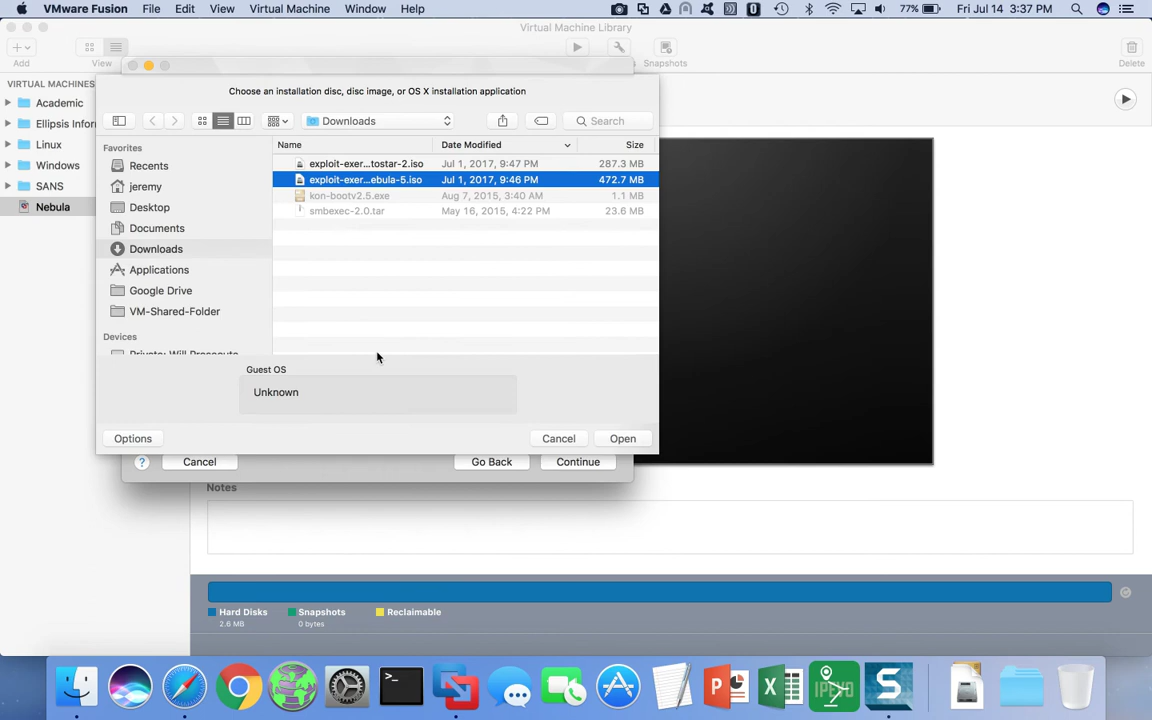 VMware Fusion File Edit View Virtual Machine Window Help 77% Fri Jul 14 3:37 PM
Virtual Machine Library
Add View Snapshots Delete
VIRTUAL MACHINES
Academic
Ellipsis Infor
Linux
Windows
SANS
Nebula
Choose an installation disc, disc image, or OS X installation application
Downloads Search
Favorites
Recents
jeremy
Desktop
Documents
Downloads
Applications
Google Drive
VM-Shared-Folder
Devices
Private: Will Prosecute
Name Date Modified Size
exploit-exer...tostar-2.iso Jul 1, 2017, 9:47 PM 287.3 MB
exploit-exer...ebula-5.iso Jul 1, 2017, 9:46 PM 472.7 MB
kon-bootv2.5.exe Aug 7, 2015, 3:40 AM 1.1 MB
smbexec-2.0.tar May 16, 2015, 4:22 PM 23.6 MB
Guest OS
Unknown
Options Cancel Open
? Cancel Go Back Continue
Notes
Hard Disks Snapshots Reclaimable
2.6 MB 0 bytes
>_ P X IPEVO S